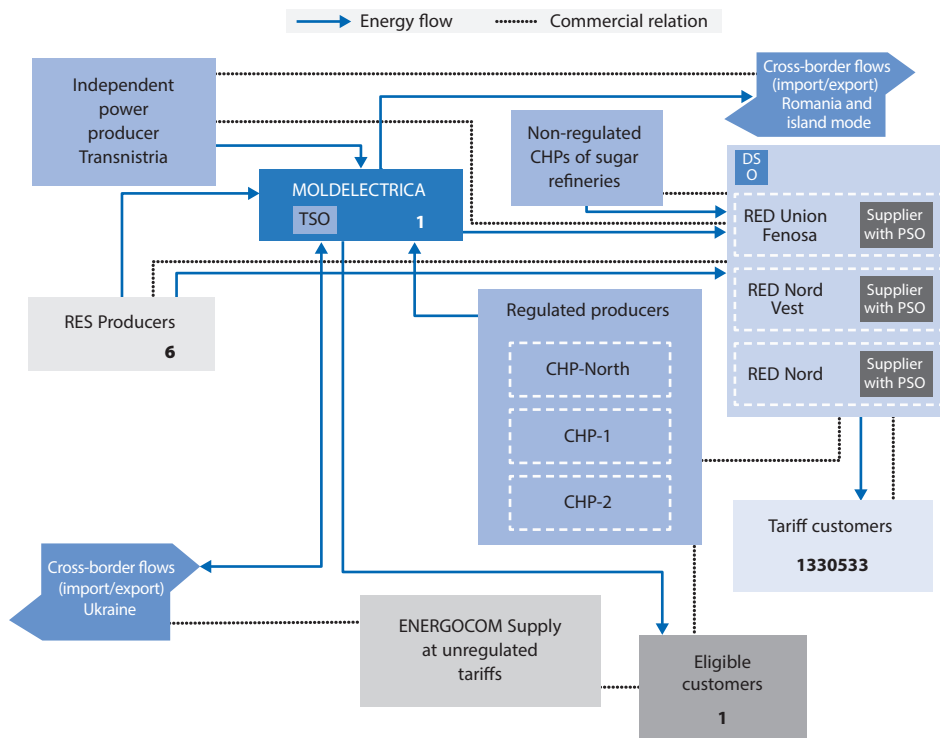 Energy flow
Commercial relation
Independent
power
producer
Transnistria
Cross-border flows
(import/export)
Romania and
island mode
Non-regulated
CHPs of sugar
refineries
MOLDELECTRICA
TSO
1
DS
O
RED Union
Fenosa
Supplier
with PSO
RED Nord
Vest
Supplier
with PSO
RED Nord
Supplier
with PSO
RES Producers
6
Regulated producers
CHP-North
CHP-1
CHP-2
Tariff customers
1330533
Cross-border flows
(import/export)
Ukraine
ENERGOCOM Supply
at unregulated
tariffs
Eligible
customers
1